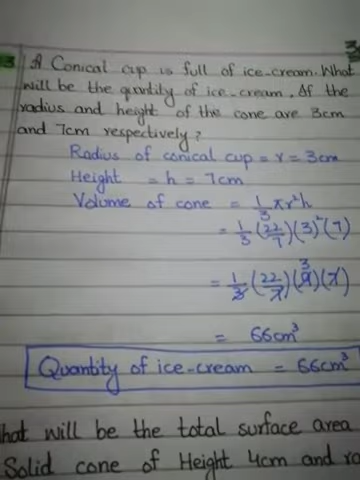 3
3) A Conical cup is full of ice-cream. What
will be the quantity of ice-cream. If the
radius and height of the cone are 3cm
and 7cm respectively?
Radius of conical cup = r = 3cm
Height = h = 7cm
Volume of cone = 1/3 πr²h
= 1/3 (22/7)(3)²(7)
= 1/3 (22/7)(9)(7) 3
= 66cm³
Quantity of ice-cream = 66cm³
hat will be the total surface area
Solid cone of Height 4cm and ra